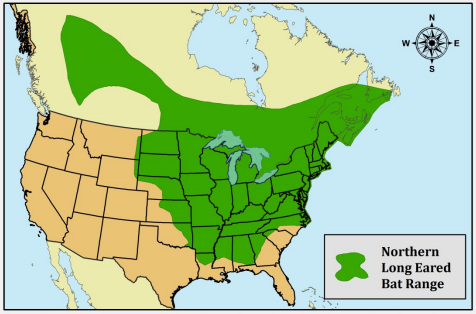 N
W E
S
Northern
Long Eared
Bat Range